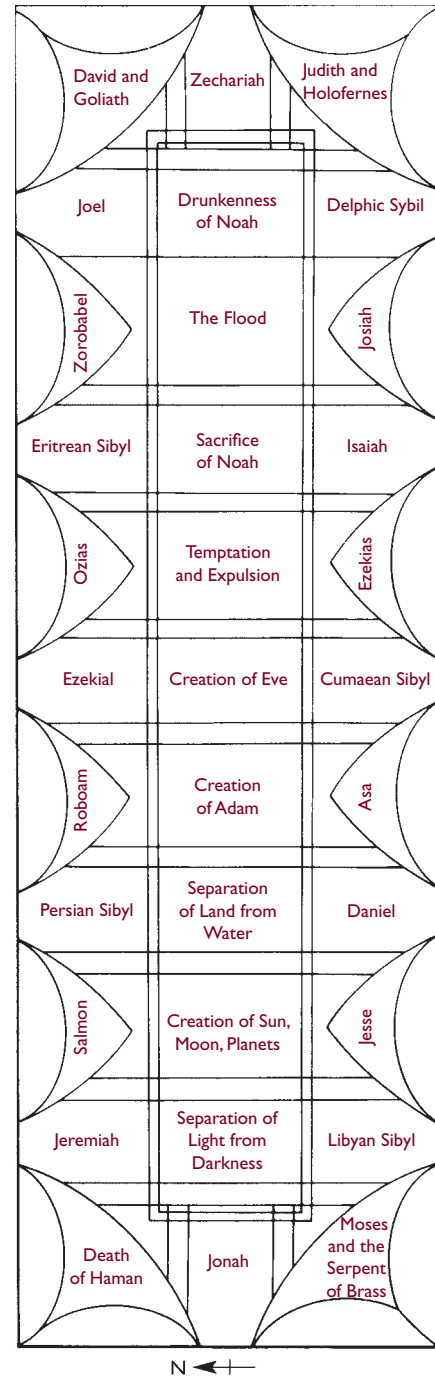 David and
Goliath
Zechariah
Judith and
Holofernes
Joel
Drunkenness
of Noah
Delphic Sybil
Zorobabel
The Flood
Josiah
Eritrean Sibyl
Sacrifice
of Noah
Isaiah
Ozias
Temptation
and Expulsion
Ezekias
Ezekial
Creation of Eve
Cumaean Sibyl
Roboam
Creation
of Adam
Asa
Persian Sibyl
Separation
of Land from
Water
Daniel
Salmon
Creation of Sun,
Moon, Planets
Jesse
Jeremiah
Separation of
Light from
Darkness
Libyan Sibyl
Death
of Haman
Jonah
Moses
and the
Serpent
of Brass
N